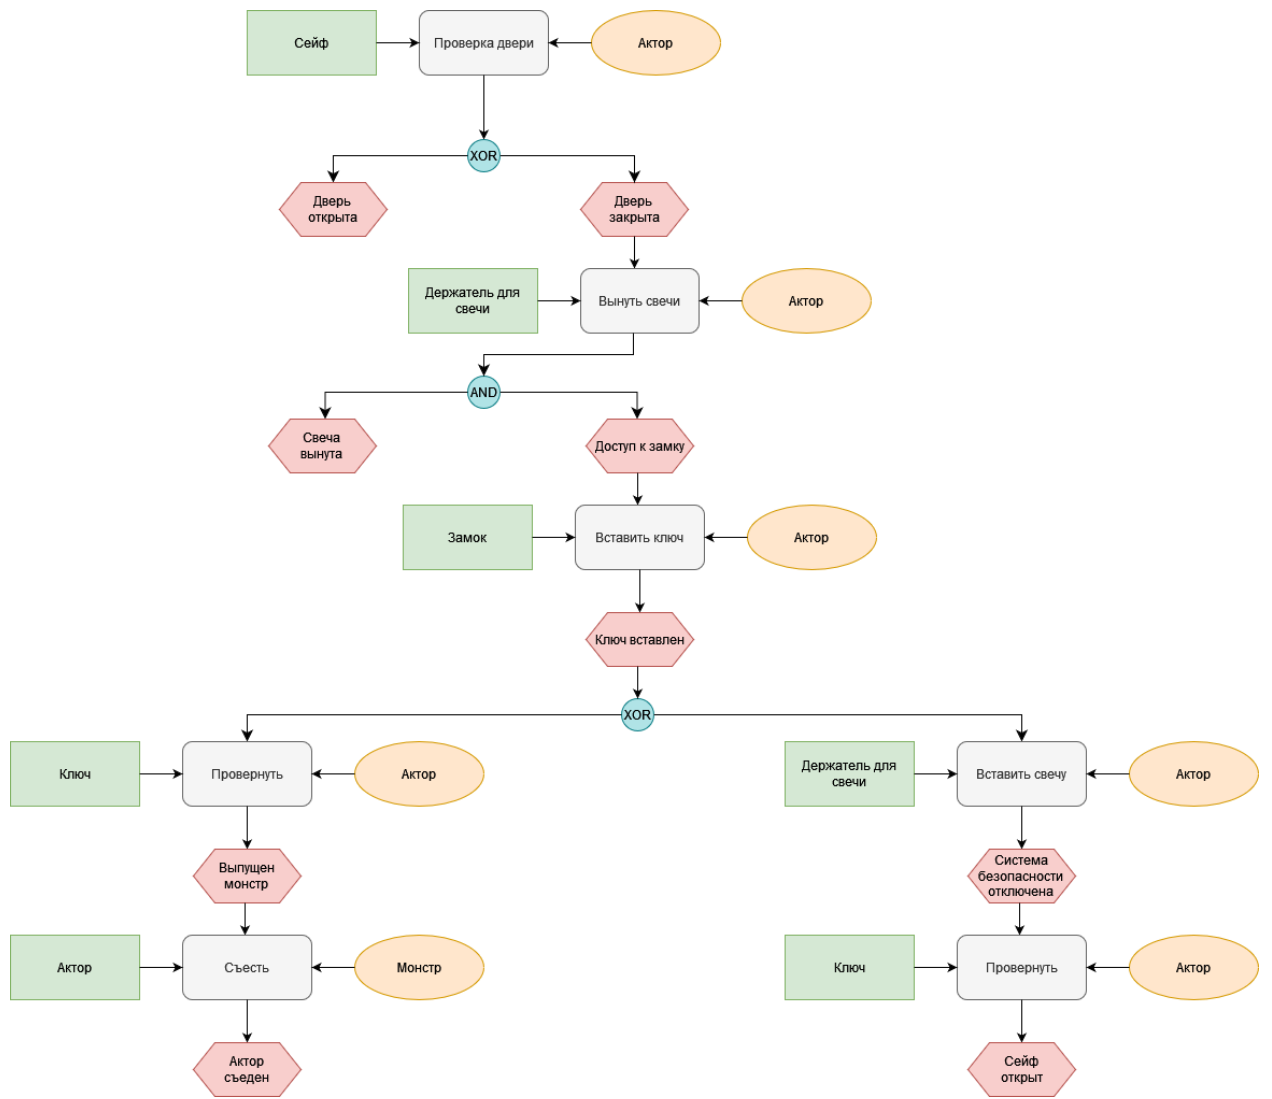 Сейф
Проверка двери
Актор
XOR
Дверь
открыта
Дверь
закрыта
Держатель для
свечи
Вынуть свечи
Актор
AND
Свеча
вынута
Доступ к замку
Замок
Вставить ключ
Актор
Ключ вставлен
XOR
Ключ
Провернуть
Актор
Держатель для
свечи
Вставить свечу
Актор
Выпущен
монстр
Система
безопасности
отключена
Актор
Съесть
Монстр
Ключ
Провернуть
Актор
Актор
съеден
Сейф
открыт